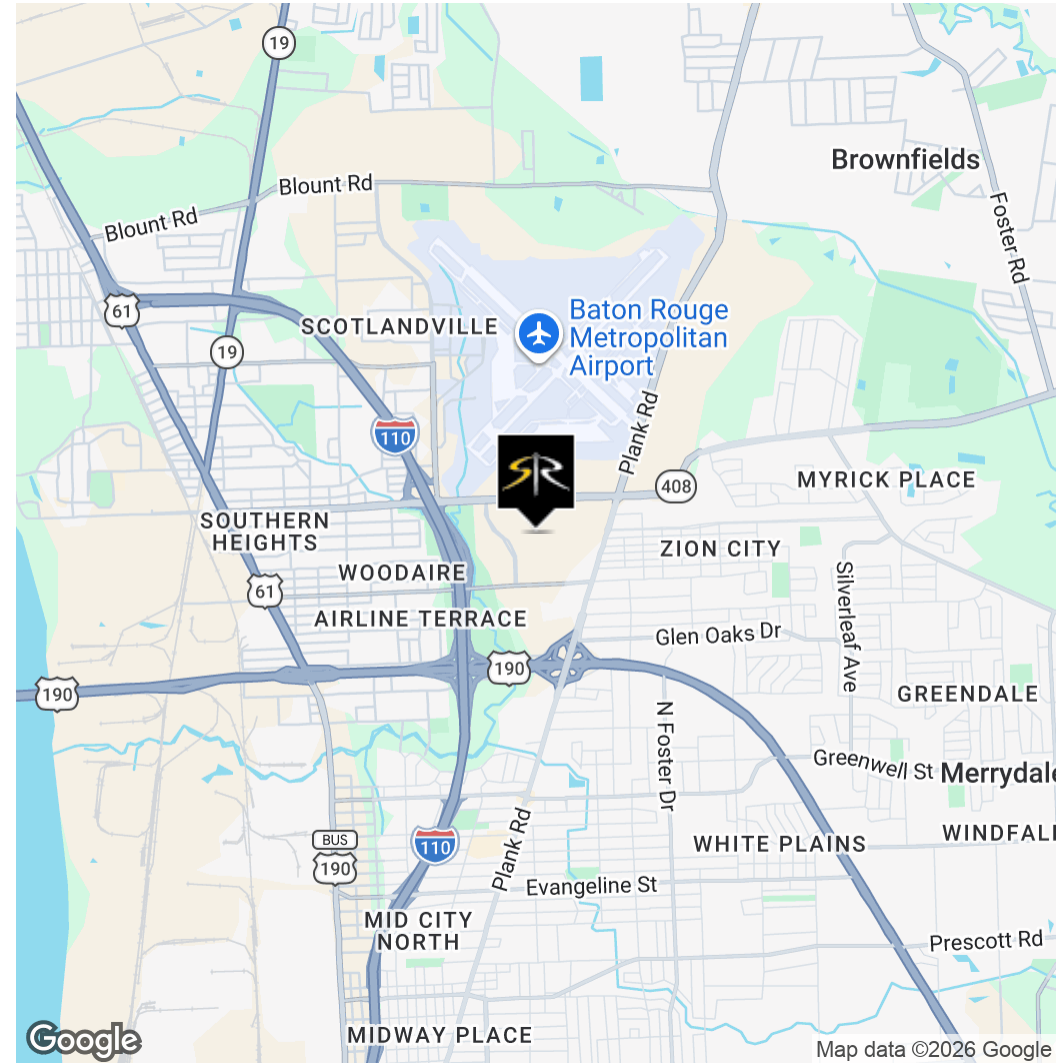 19
Brownfields
Blount Rd
Blount Rd
Foster Rd
61
SCOTLANDVILLE
Baton Rouge
Metropolitan
Airport
19
110
Plank Rd
SR
408
MYRICK PLACE
SOUTHERN
HEIGHTS
ZION CITY
WOODAIRE
61
Silverleaf Ave
AIRLINE TERRACE
Glen Oaks Dr
190
190
GREENDALE
N Foster Dr
Greenwell St
Merrydale
BUS
190
110
Plank Rd
WHITE PLAINS
WINDFALL
Evangeline St
MID CITY
NORTH
Prescott Rd
MIDWAY PLACE
Google
Map data ©2026 Google